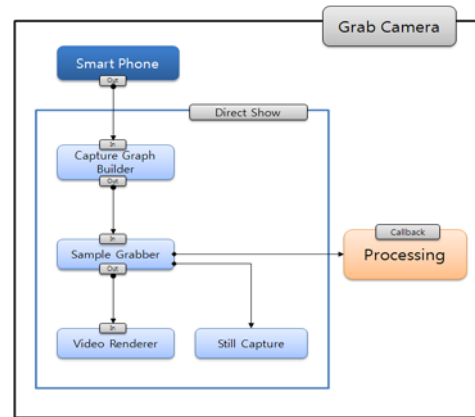 Grab Camera
Smart Phone
Out
Direct Show
In
Capture Graph
Builder
Out
In
Sample Grabber
Out
Callback
Processing
In
Video Renderer
Still Capture